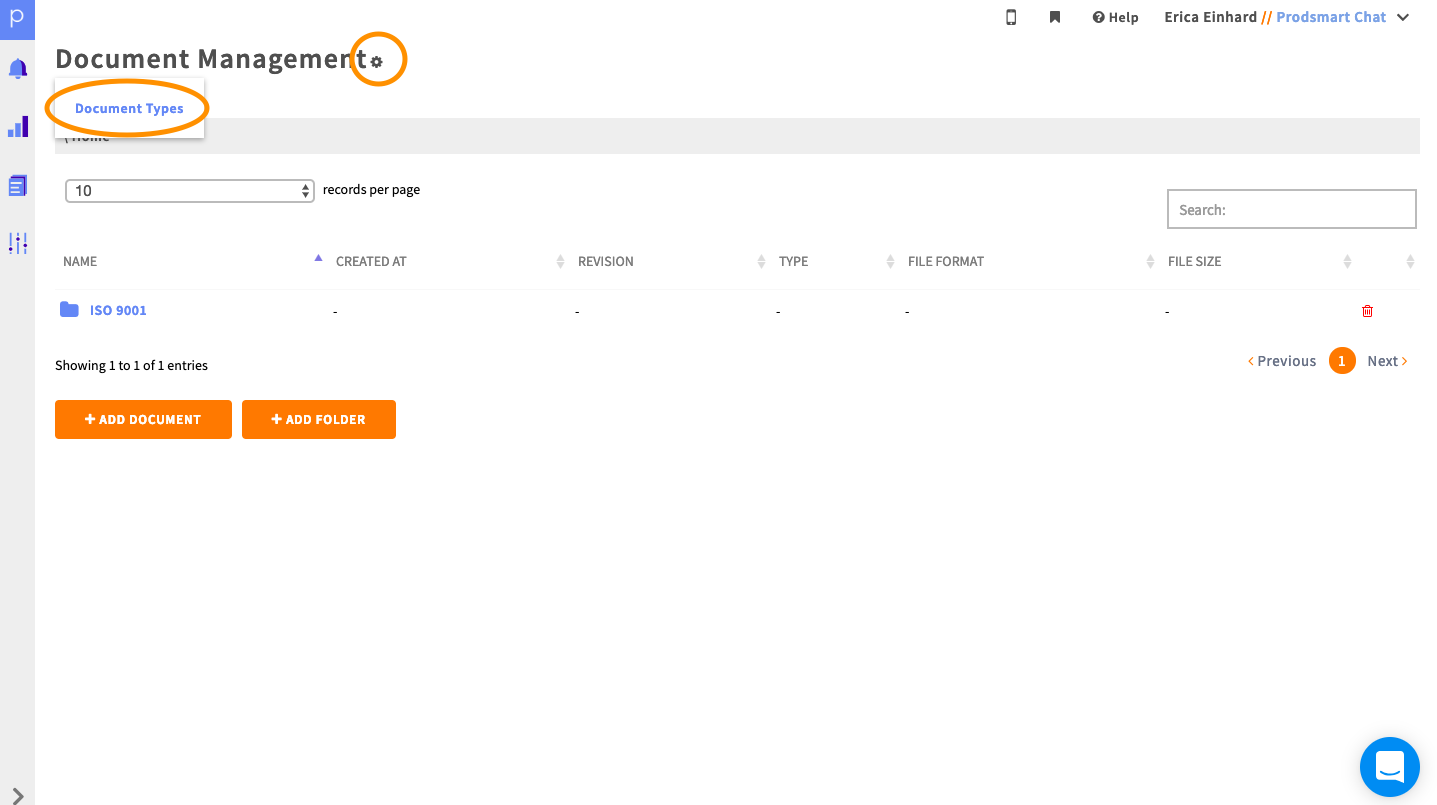 p
Help
Erica Einhard // Prodsmart Chat
Document Management
Document Types
Home
10
records per page
Search:
NAME CREATED AT REVISION TYPE FILE FORMAT FILE SIZE
ISO 9001 - - - - -
Showing 1 to 1 of 1 entries
Previous 1 Next
+ ADD DOCUMENT + ADD FOLDER